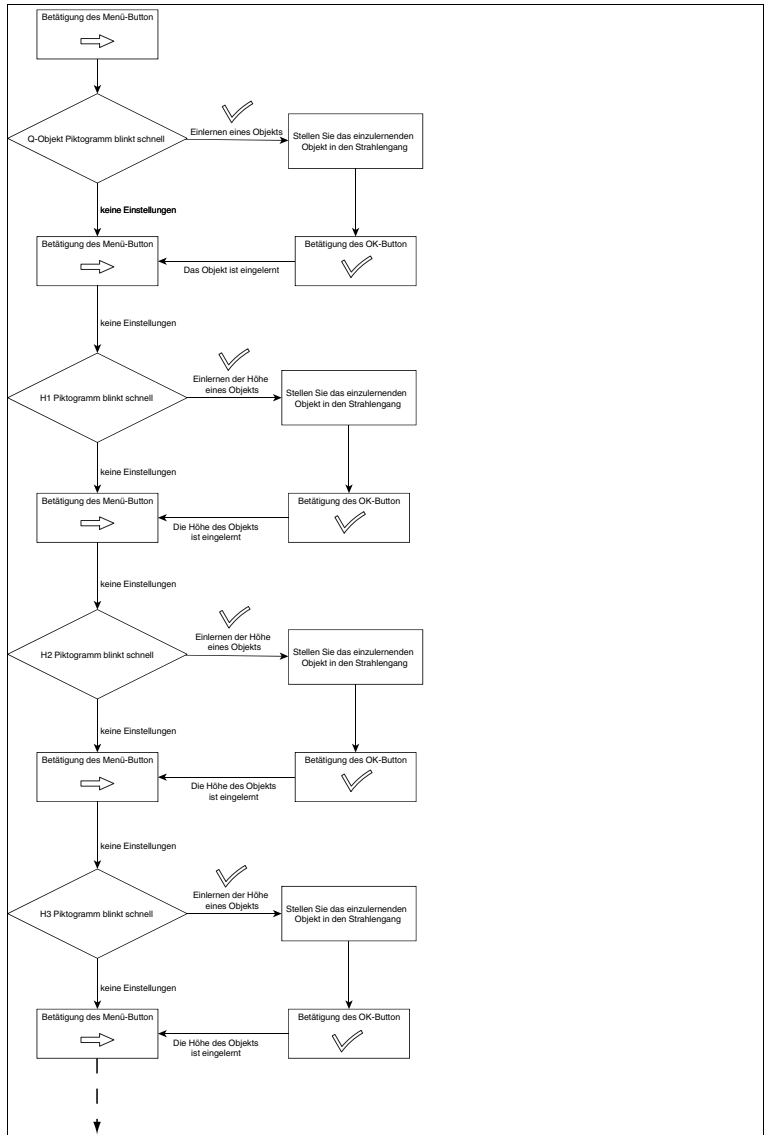 Betätigung des Menü-Button
Q-Objekt Piktogramm blinkt schnell
Einlernen eines Objekts
Stellen Sie das einzulernenden
Objekt in den Strahlengang
keine Einstellungen
Betätigung des Menü-Button
Das Objekt ist eingelernt
Betätigung des OK-Button
keine Einstellungen
H1 Piktogramm blinkt schnell
Einlernen der Höhe
eines Objekts
Stellen Sie das einzulernenden
Objekt in den Strahlengang
keine Einstellungen
Betätigung des Menü-Button
Die Höhe des Objekts
ist eingelernt
Betätigung des OK-Button
keine Einstellungen
H2 Piktogramm blinkt schnell
Einlernen der Höhe
eines Objekts
Stellen Sie das einzulernenden
Objekt in den Strahlengang
keine Einstellungen
Betätigung des Menü-Button
Die Höhe des Objekts
ist eingelernt
Betätigung des OK-Button
keine Einstellungen
H3 Piktogramm blinkt schnell
Einlernen der Höhe
eines Objekts
Stellen Sie das einzulernenden
Objekt in den Strahlengang
keine Einstellungen
Betätigung des Menü-Button
Die Höhe des Objekts
ist eingelernt
Betätigung des OK-Button